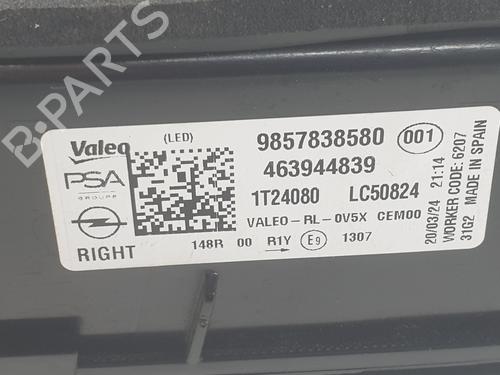 Valeo
(LED)
9857838580 001
463944839
PSA
GROUPE
1T24080 LC50824
VALEO-RL-0V5X CEM00
RIGHT
148R 00 R1Y E9 1307
20/03/24 21:14
WORKER CODE: 6207
31G2 MADE IN SPAIN
B-PARTS